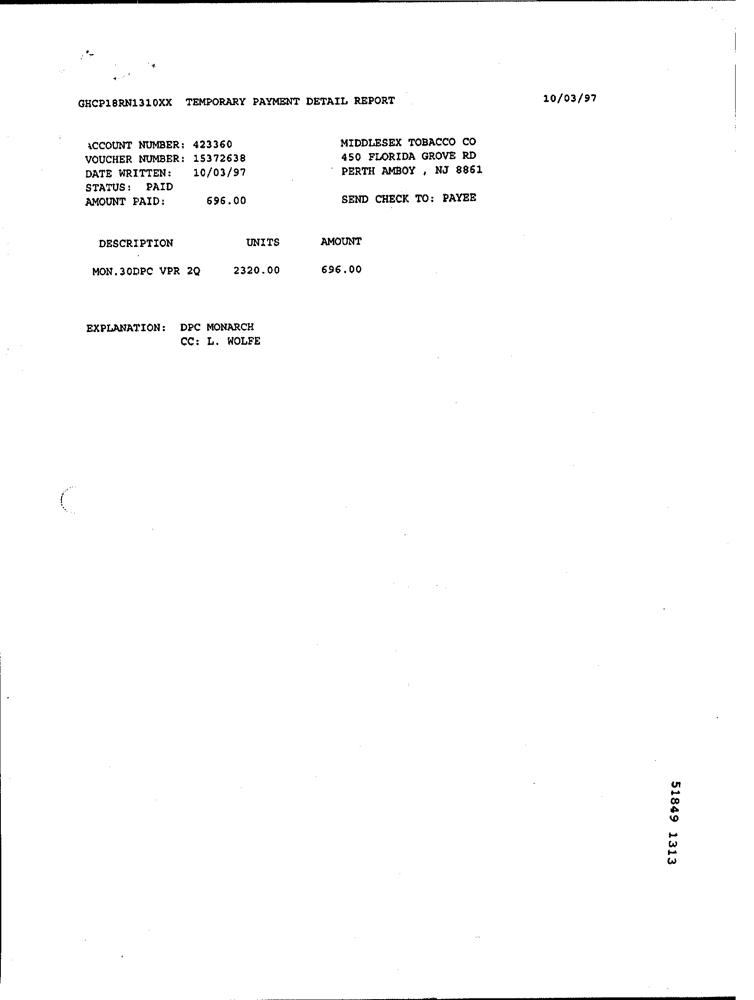 GHCP18RN1310XX TEMPORARY PAYMENT DETAIL REPORT 10/03/97
ACCOUNT NUMBER: 423360 MIDDLESEX TOBACCO CO
VOUCHER NUMBER: 15372638 450 FLORIDA GROVE RD
DATE WRITTEN: 10/03/97 PERTH AMBOY , NJ 8861
STATUS: PAID
AMOUNT PAID: 696.00 SEND CHECK TO: PAYEE
DESCRIPTION UNITS AMOUNT
MON.30DPC VPR 2Q 2320.00 696.00
EXPLANATION: DPC MONARCH
CC: L. WOLFE
51849 1313